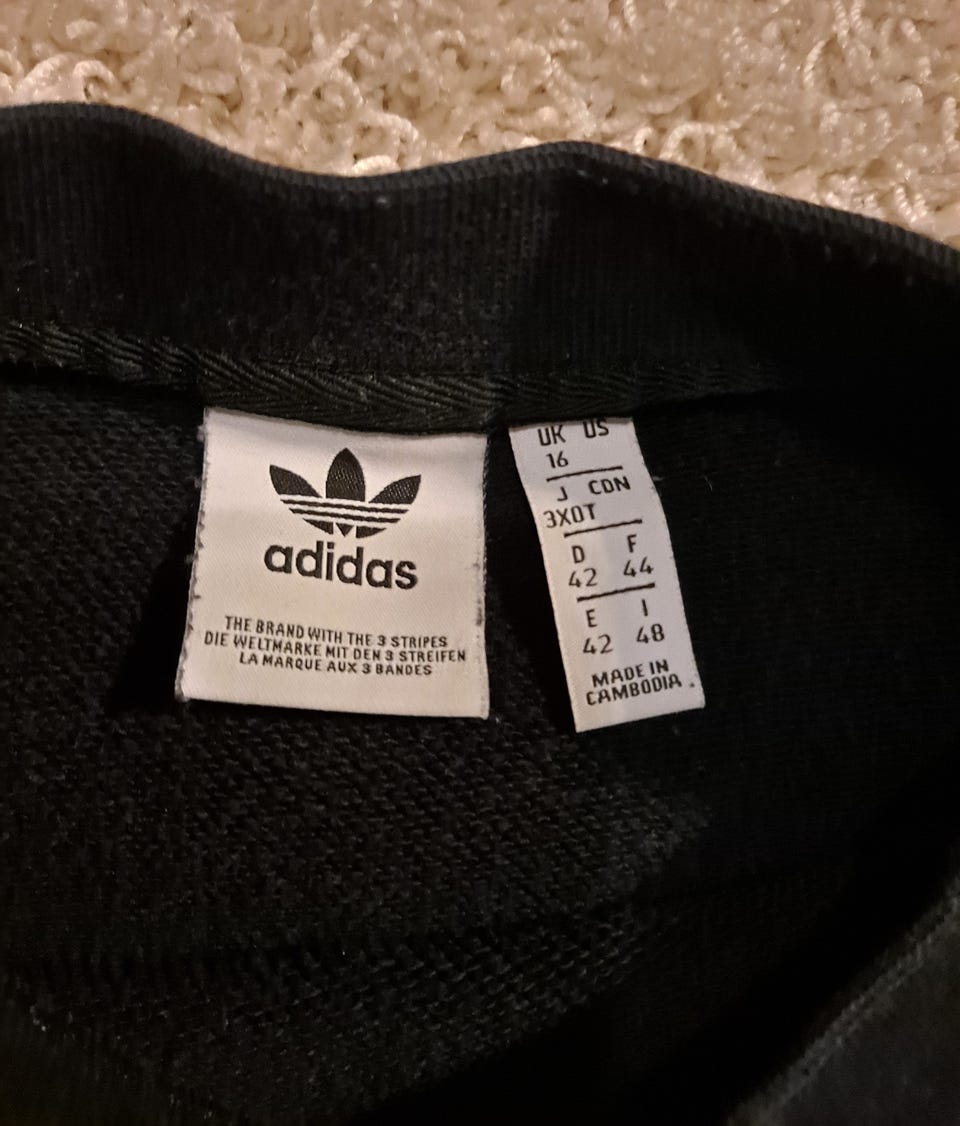 adidas
THE BRAND WITH THE 3 STRIPES
DIE WELTMARKE MIT DEN 3 STREIFEN
LA MARQUE AUX 3 BANDES
UK US
16
J CDN
3XOT
D F
42 44
E I
42 48
MADE IN
CAMBODIA